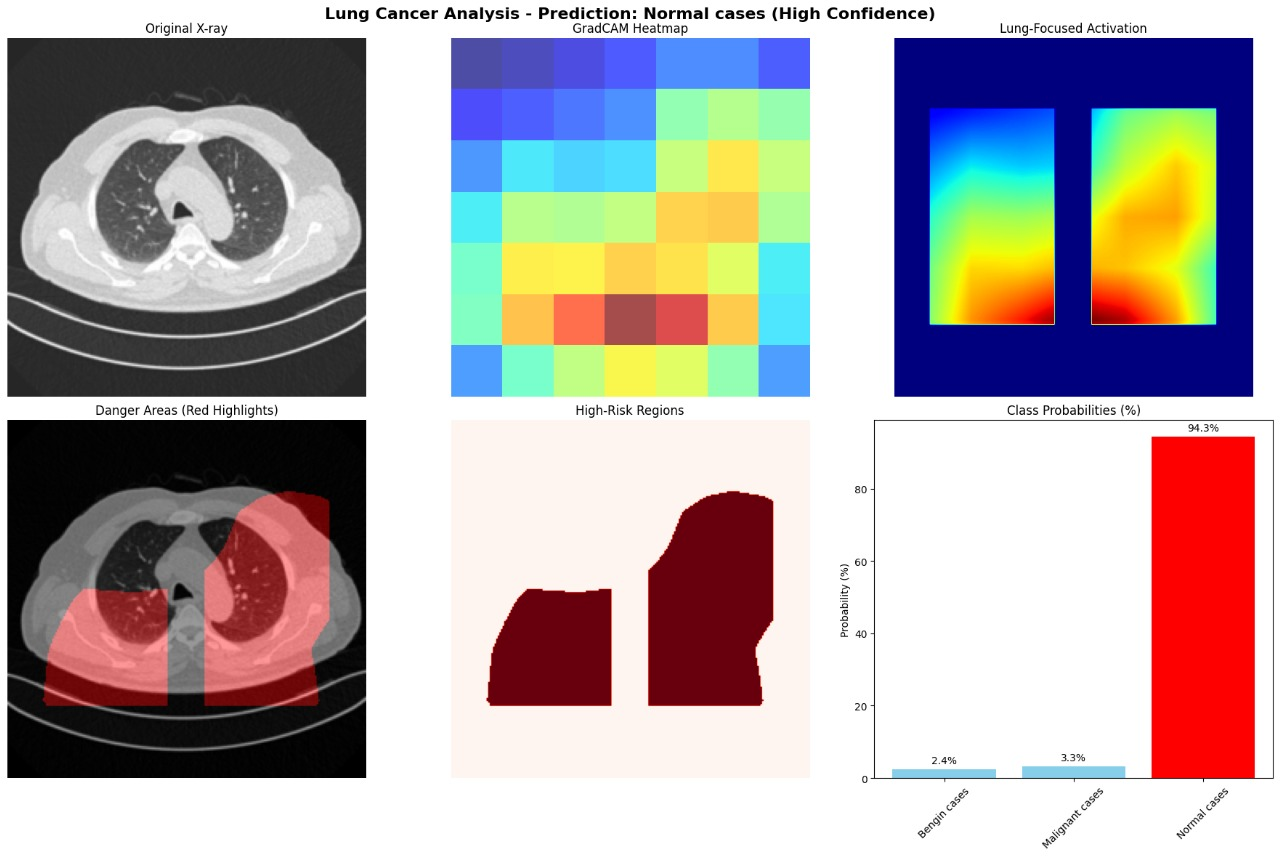 Lung Cancer Analysis - Prediction: Normal cases (High Confidence)
Original X-ray
GradCAM Heatmap
Lung-Focused Activation
Danger Areas (Red Highlights)
High-Risk Regions
Class Probabilities (%)
94.3%
80
60
Probability (%)
40
20
3.3%
2.4%
0
Bengin cases
Malignant cases
Normal cases